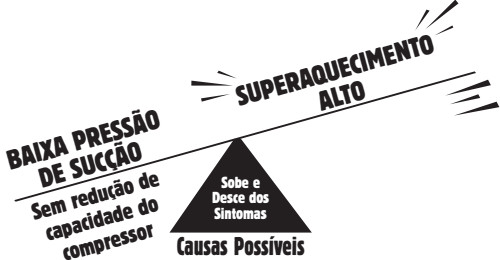 BAIXA PRESSÃO
DE SUCÇÃO
Sem redução de
capacidade do
compressor
SUPERAQUECIMENTO
ALTO
Sobe e
Desce dos
Sintomas
Causas Possíveis